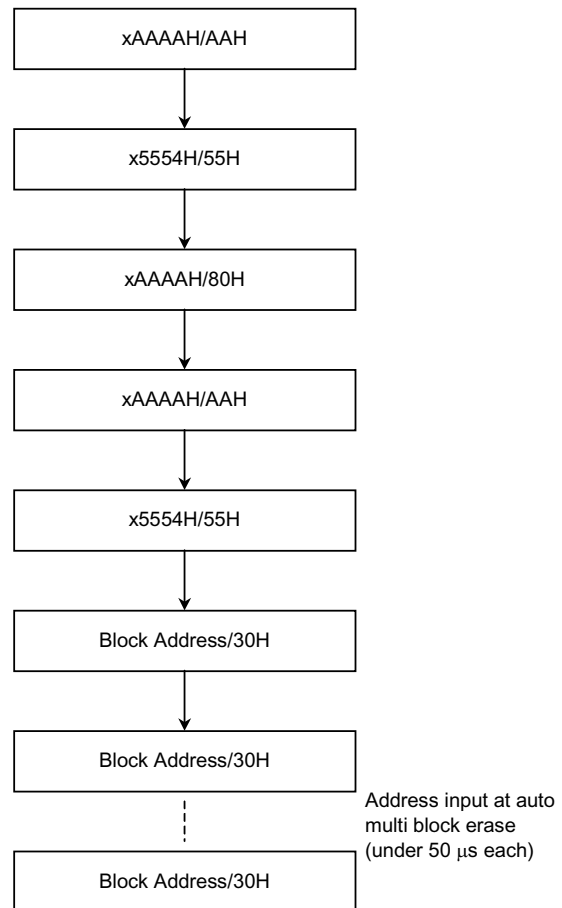 xAAAAH/AAH
x5554H/55H
xAAAAH/80H
xAAAAH/AAH
x5554H/55H
Block Address/30H
Block Address/30H
Address input at auto
multi block erase
(under 50 μs each)
Block Address/30H